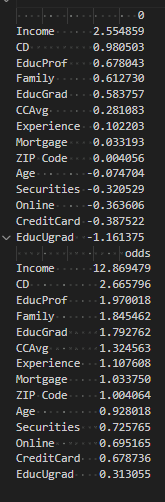 0
Income 2.554859
CD 0.980503
EducProf 0.678043
Family 0.612730
EducGrad 0.583757
CCAvg 0.281083
Experience 0.102203
Mortgage 0.033193
ZIP Code 0.004056
Age -0.074704
Securities -0.320529
Online -0.363606
CreditCard -0.387522
EducUgrad -1.161375
odds
Income 12.869479
CD 2.665796
EducProf 1.970018
Family 1.845462
EducGrad 1.792762
CCAvg 1.324563
Experience 1.107608
Mortgage 1.033750
ZIP Code 1.004064
Age 0.928018
Securities 0.725765
Online 0.695165
CreditCard 0.678736
EducUgrad 0.313055